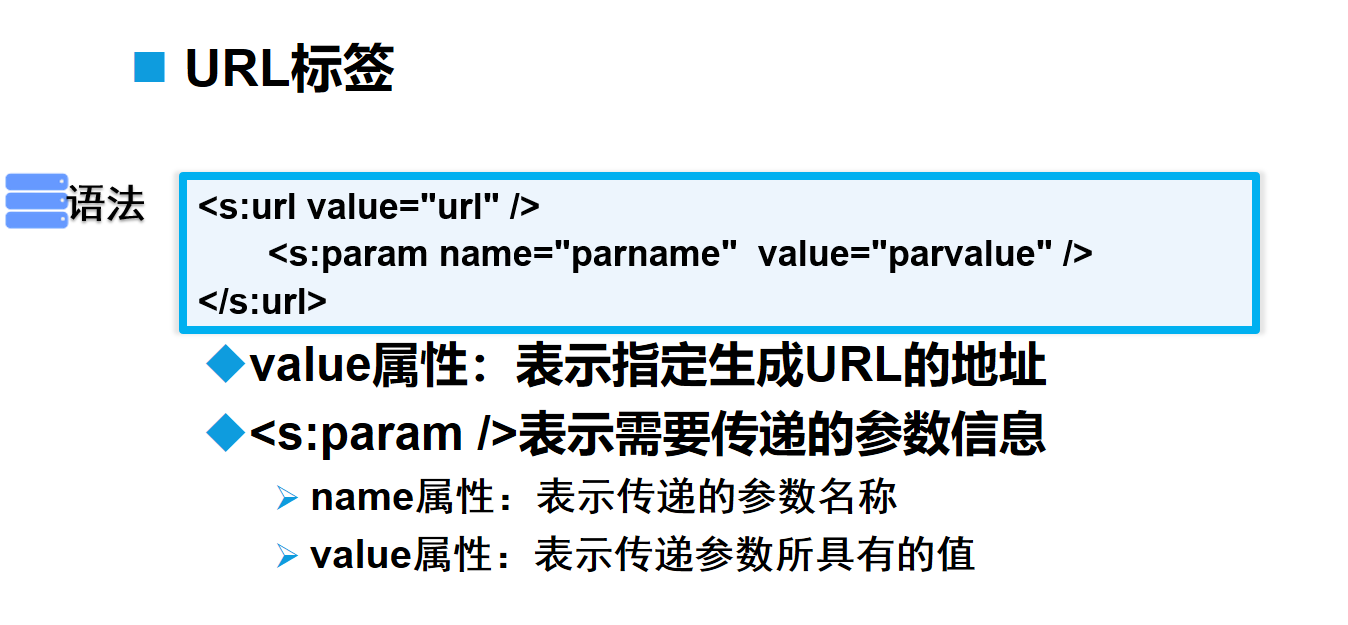 URL标签
语法
<s:url value="url" />
<s:param name="parname"  value="parvalue" />
</s:url>
value属性：表示指定生成URL的地址
<s:param />表示需要传递的参数信息
name属性：表示传递的参数名称
value属性：表示传递参数所具有的值